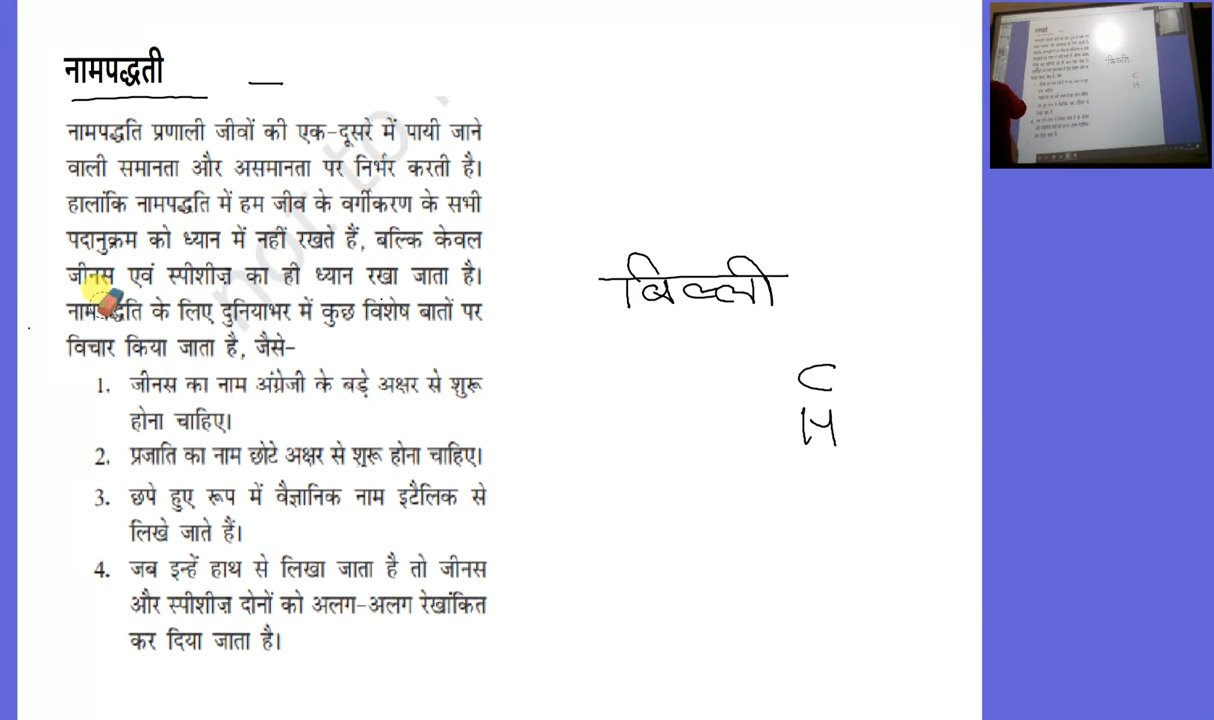 नामपद्धती
नामपद्धति प्रणाली जीवों की एक-दूसरे में पायी जाने
वाली समानता और असमानता पर निर्भर करती है।
हालांकि नामपद्धति में हम जीव के वर्गीकरण के सभी
पदानुक्रम को ध्यान में नहीं रखते हैं, बल्कि केवल
जीनस एवं स्पीशीज़ का ही ध्यान रखा जाता है।
नामपद्धति के लिए दुनियाभर में कुछ विशेष बातों पर
विचार किया जाता है, जैसे-
1. जीनस का नाम अंग्रेजी के बड़े अक्षर से शुरू
होना चाहिए।
2. प्रजाति का नाम छोटे अक्षर से शुरू होना चाहिए।
3. छपे हुए रूप में वैज्ञानिक नाम इटैलिक से
लिखे जाते हैं।
4. जब इन्हें हाथ से लिखा जाता है तो जीनस
और स्पीशीज़ दोनों को अलग-अलग रेखांकित
कर दिया जाता है।
not to
बिल्ली
C
H